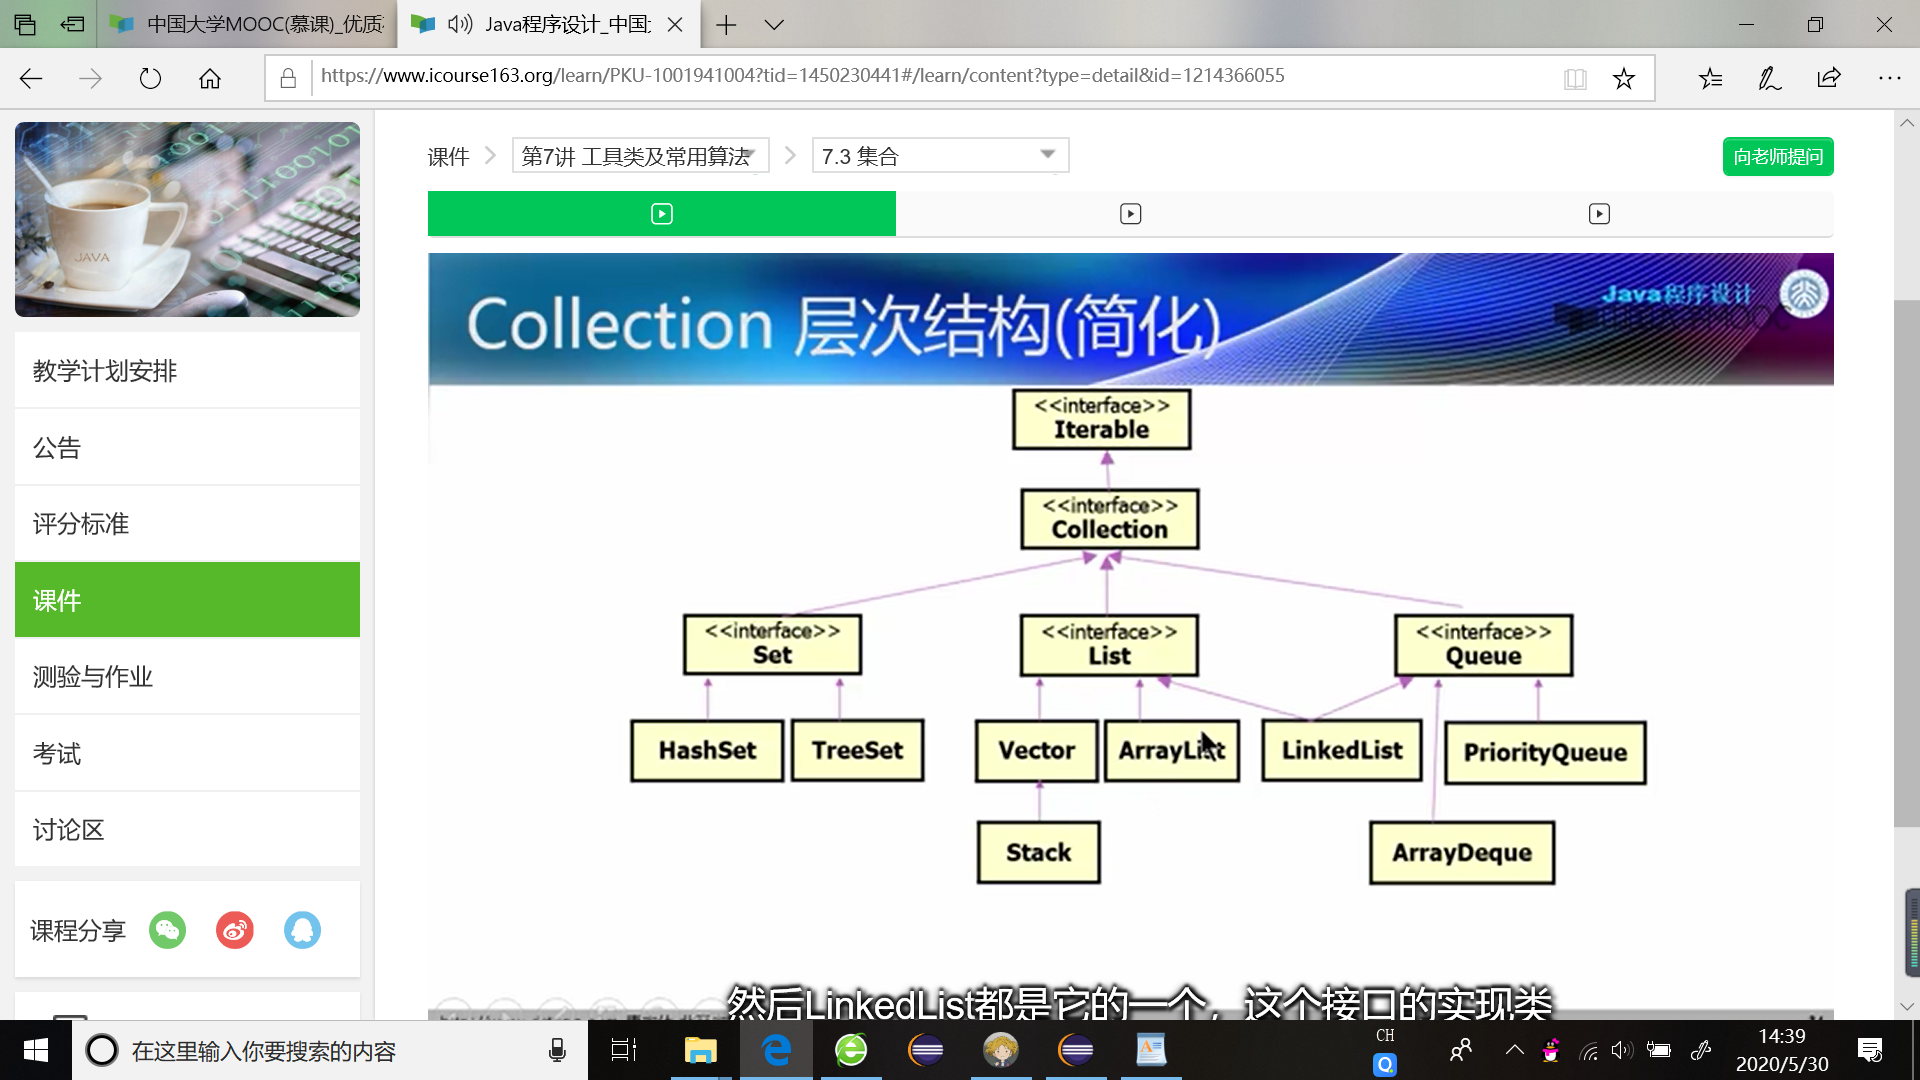 中国大学MOOC(慕课)_优质
Java程序设计_中国
https://www.icourse163.org/learn/PKU-1001941004?tid=1450230441#/learn/content?type=detail&id=1214366055
JAVA
教学计划安排
公告
评分标准
课件
测验与作业
考试
讨论区
课程分享
课件
第7讲 工具类及常用算法
7.3 集合
向老师提问
Collection 层次结构(简化)
Java程序设计
<<interface>>
Iterable
<<interface>>
Collection
<<interface>>
Set
<<interface>>
List
<<interface>>
Queue
HashSet
TreeSet
Vector
ArrayList
LinkedList
PriorityQueue
Stack
ArrayDeque
然后LinkedList都是它的一个，这个接口的实现类
在这里输入你要搜索的内容
CH
14:39
2020/5/30